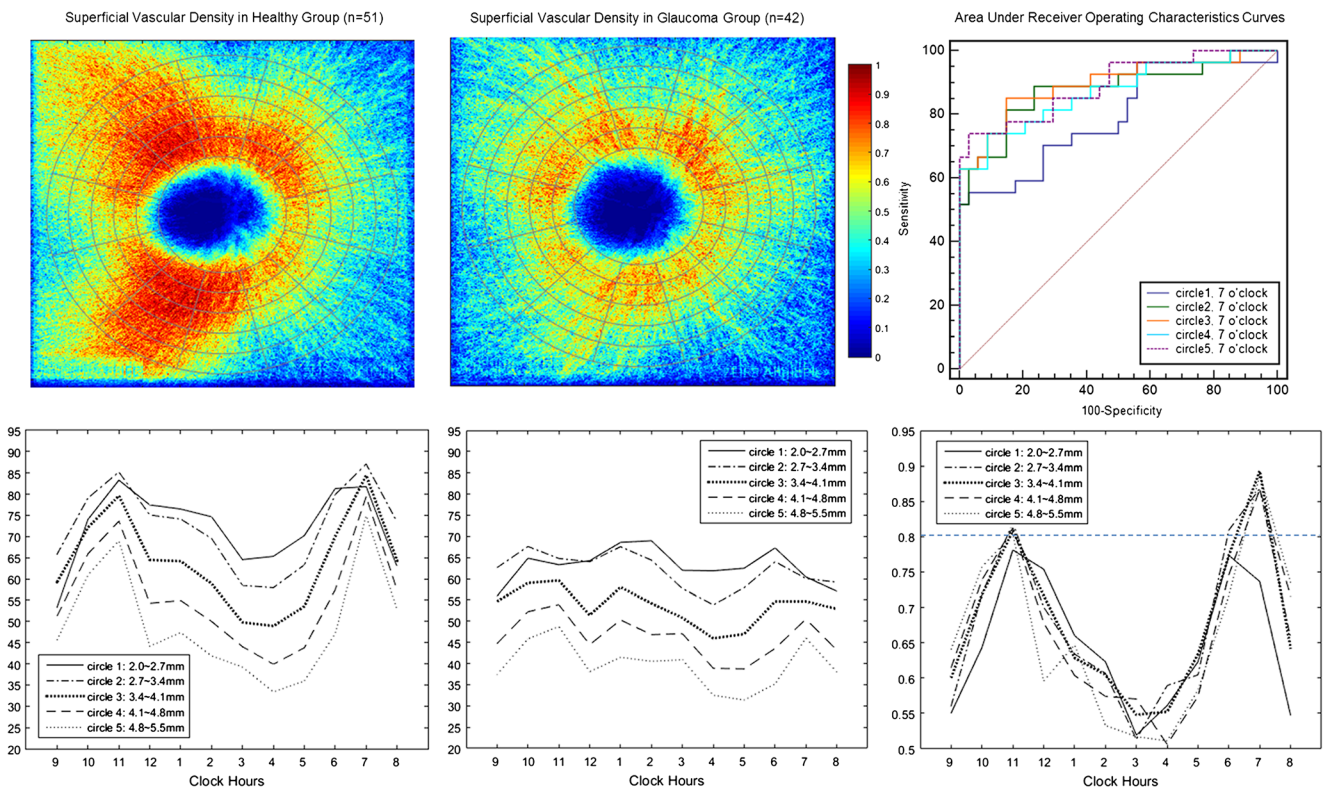 Superficial Vascular Density in Healthy Group (n=51)
Superficial Vascular Density in Glaucoma Group (n=42)
Area Under Receiver Operating Characteristics Curves
1
0.9
0.8
0.7
0.6
0.5
0.4
0.3
0.2
0.1
0
100
80
60
40
20
0
Sensitivity
circle1. 7 o'clock
circle2. 7 o'clock
circle3. 7 o'clock
circle4. 7 o'clock
circle5. 7 o'clock
0 20 40 60 80 100
100-Specificity
95
90
85
80
75
70
65
60
55
50
45
40
35
30
25
20
circle 1: 2.0~2.7mm
circle 2: 2.7~3.4mm
circle 3: 3.4~4.1mm
circle 4: 4.1~4.8mm
circle 5: 4.8~5.5mm
9 10 11 12 1 2 3 4 5 6 7 8
Clock Hours
95
90
85
80
75
70
65
60
55
50
45
40
35
30
25
20
circle 1: 2.0~2.7mm
circle 2: 2.7~3.4mm
circle 3: 3.4~4.1mm
circle 4: 4.1~4.8mm
circle 5: 4.8~5.5mm
9 10 11 12 1 2 3 4 5 6 7 8
Clock Hours
0.95
0.9
0.85
0.8
0.75
0.7
0.65
0.6
0.55
0.5
circle 1: 2.0~2.7mm
circle 2: 2.7~3.4mm
circle 3: 3.4~4.1mm
circle 4: 4.1~4.8mm
circle 5: 4.8~5.5mm
9 10 11 12 1 2 3 4 5 6 7 8
Clock Hours